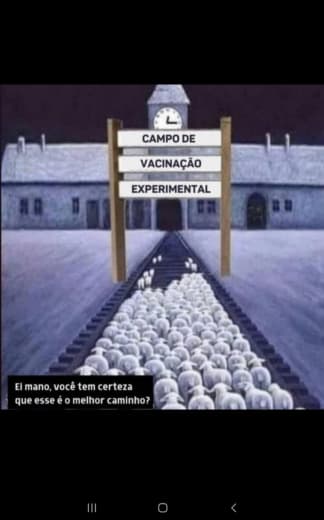 CAMPO DE
VACINAÇÃO
EXPERIMENTAL
Ei mano, você tem certeza
que esse é o melhor caminho?